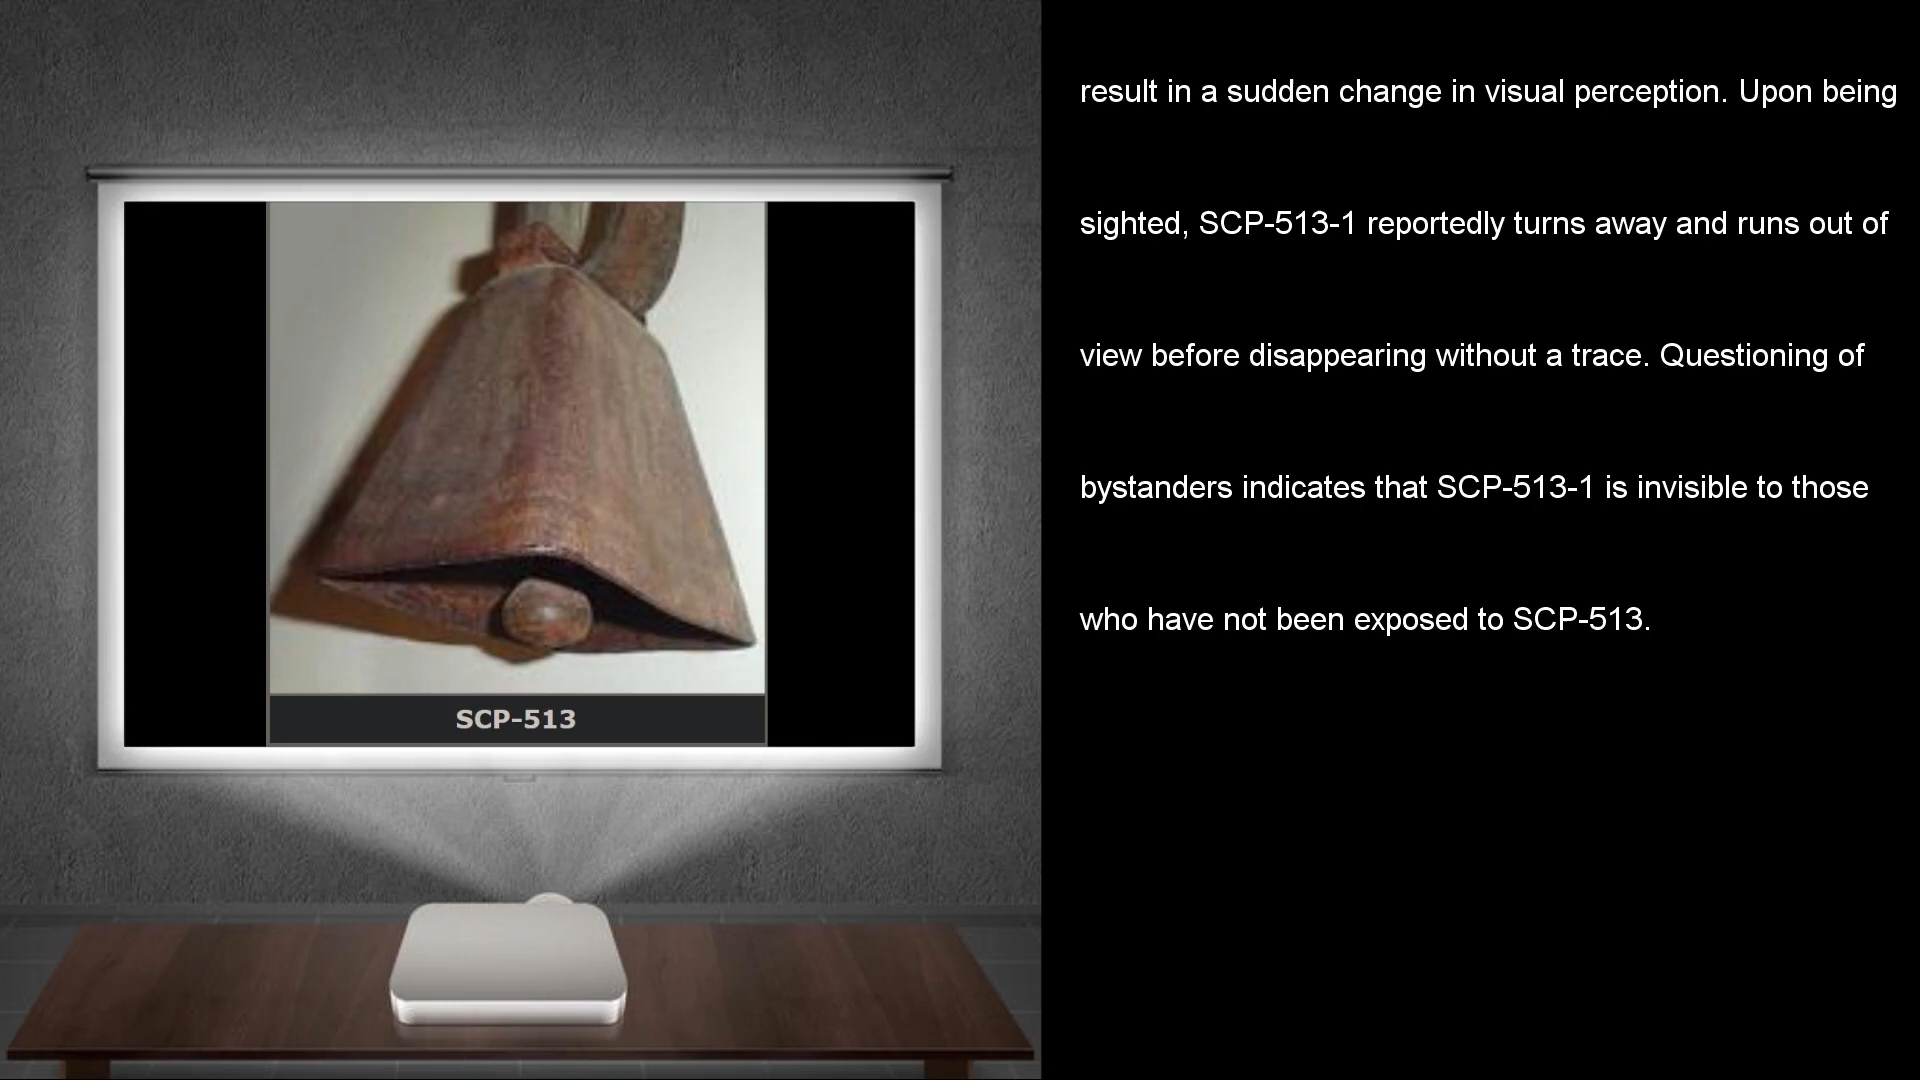 SCP-513
result in a sudden change in visual perception. Upon being
sighted, SCP-513-1 reportedly turns away and runs out of
view before disappearing without a trace. Questioning of
bystanders indicates that SCP-513-1 is invisible to those
who have not been exposed to SCP-513.